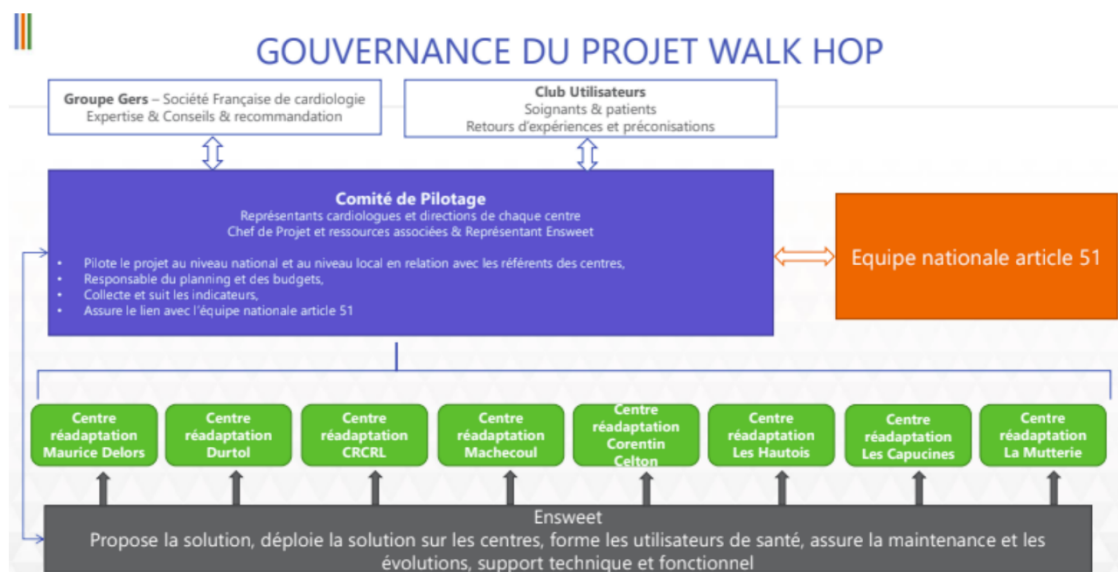 GOUVERNANCE DU PROJET WALK HOP
Groupe Gers – Société Française de cardiologie
Expertise & Conseils & recommandation
Club Utilisateurs
Soignants & patients
Retours d'expériences et préconisations
Comité de Pilotage
Représentants cardiologues et directions de chaque centre
Chef de Projet et ressources associées & Représentant Ensweet
• Pilote le projet au niveau national et au niveau local en relation avec les référents des centres,
• Responsable du planning et des budgets,
• Collecte et suit les indicateurs,
• Assure le lien avec l'équipe nationale article 51
Equipe nationale article 51
Centre
réadaptation
Maurice Delors
Centre
réadaptation
Durtol
Centre
réadaptation
CRCRL
Centre
réadaptation
Machecoul
Centre
réadaptation
Corentin
Celton
Centre
réadaptation
Les Hautois
Centre
réadaptation
Les Capucines
Centre
réadaptation
La Mutterie
Ensweet
Propose la solution, déploie la solution sur les centres, forme les utilisateurs de santé, assure la maintenance et les
évolutions, support technique et fonctionnel